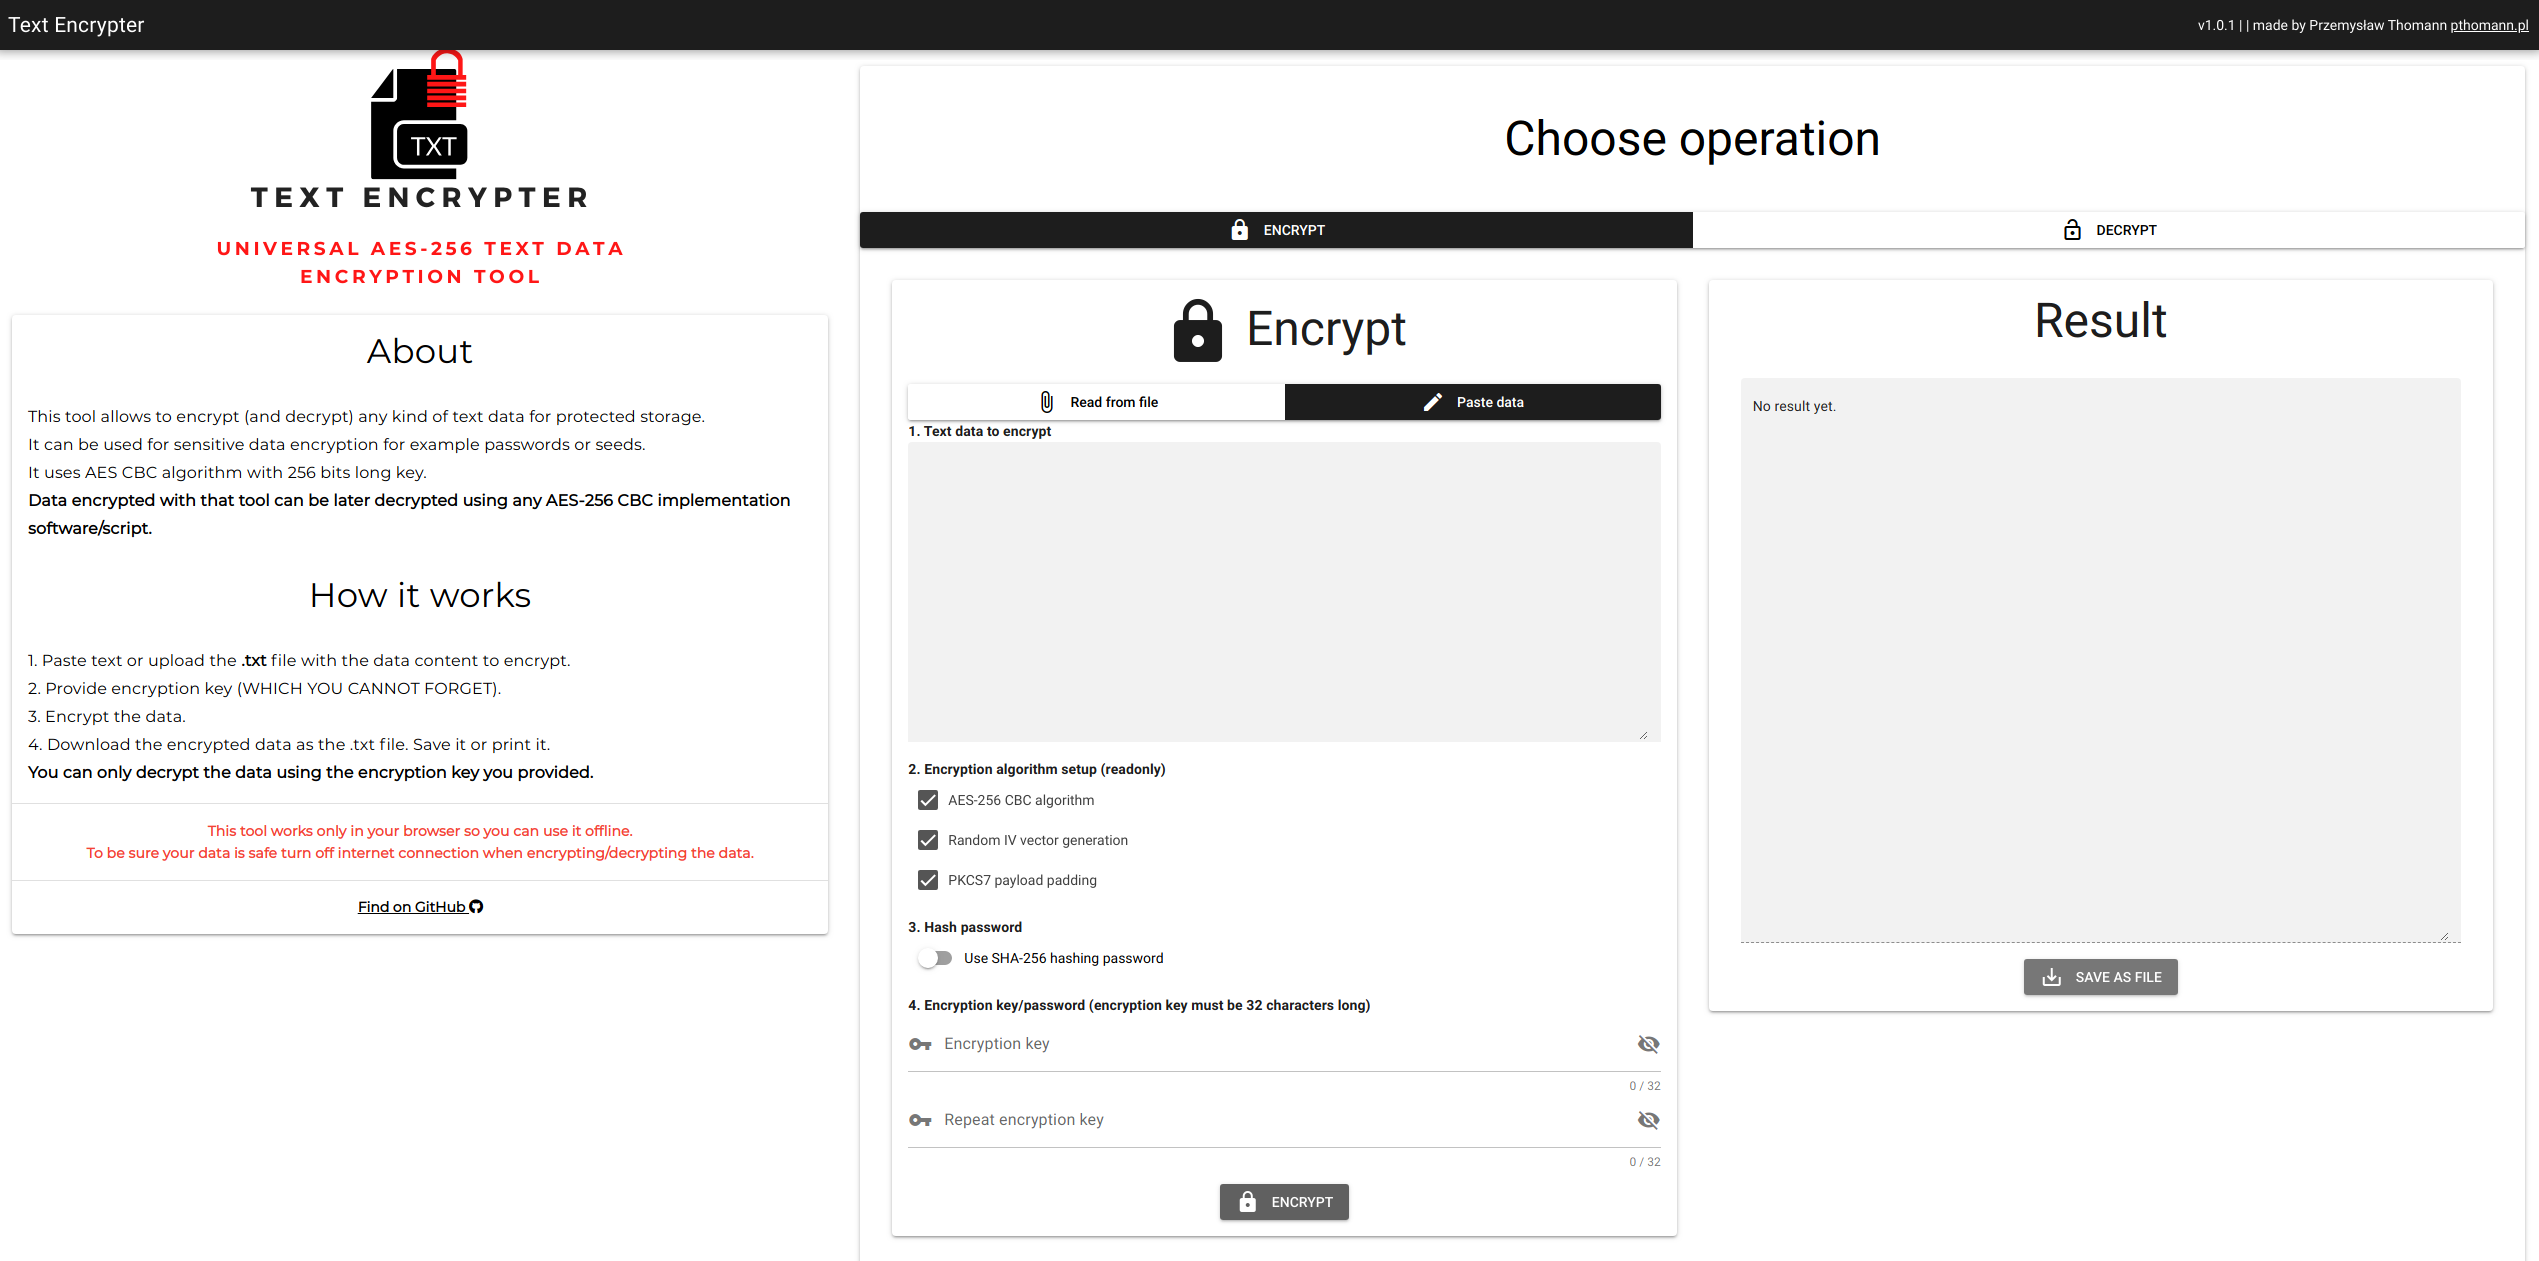 Text Encrypter
v1.0.1 | | made by Przemysław Thomann pthomann.pl
TXT
TEXT ENCRYPTER
UNIVERSAL AES-256 TEXT DATA
ENCRYPTION TOOL
About
This tool allows to encrypt (and decrypt) any kind of text data for protected storage.
It can be used for sensitive data encryption for example passwords or seeds.
It uses AES CBC algorithm with 256 bits long key.
Data encrypted with that tool can be later decrypted using any AES-256 CBC implementation
software/script.
How it works
1. Paste text or upload the .txt file with the data content to encrypt.
2. Provide encryption key (WHICH YOU CANNOT FORGET).
3. Encrypt the data.
4. Download the encrypted data as the .txt file. Save it or print it.
You can only decrypt the data using the encryption key you provided.
This tool works only in your browser so you can use it offline.
To be sure your data is safe turn off internet connection when encrypting/decrypting the data.
Find on GitHub
Choose operation
ENCRYPT
DECRYPT
Encrypt
Read from file
Paste data
1. Text data to encrypt
2. Encryption algorithm setup (readonly)
AES-256 CBC algorithm
Random IV vector generation
PKCS7 payload padding
3. Hash password
Use SHA-256 hashing password
4. Encryption key/password (encryption key must be 32 characters long)
Encryption key
0 / 32
Repeat encryption key
0 / 32
ENCRYPT
Result
No result yet.
SAVE AS FILE